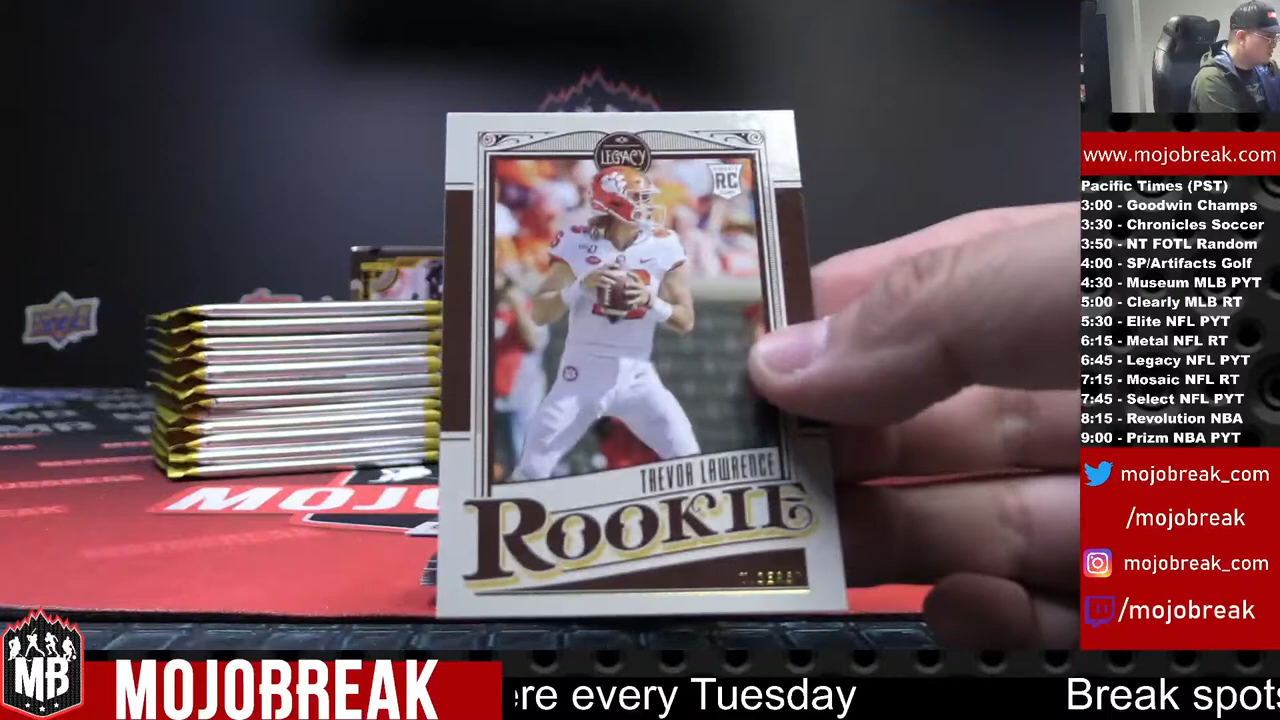 LEGACY
RC
TREVOR LAWRENCE
ROOKIE
MOJO
MB
MOJOBREAK
ere every Tuesday
Break spot
www.mojobreak.com
Pacific Times (PST)
3:00 - Goodwin Champs
3:30 - Chronicles Soccer
3:50 - NT FOTL Random
4:00 - SP/Artifacts Golf
4:30 - Museum MLB PYT
5:00 - Clearly MLB RT
5:30 - Elite NFL PYT
6:15 - Metal NFL RT
6:45 - Legacy NFL PYT
7:15 - Mosaic NFL RT
7:45 - Select NFL PYT
8:15 - Revolution NBA
9:00 - Prizm NBA PYT
mojobreak_com
/mojobreak
mojobreak_com
/mojobreak